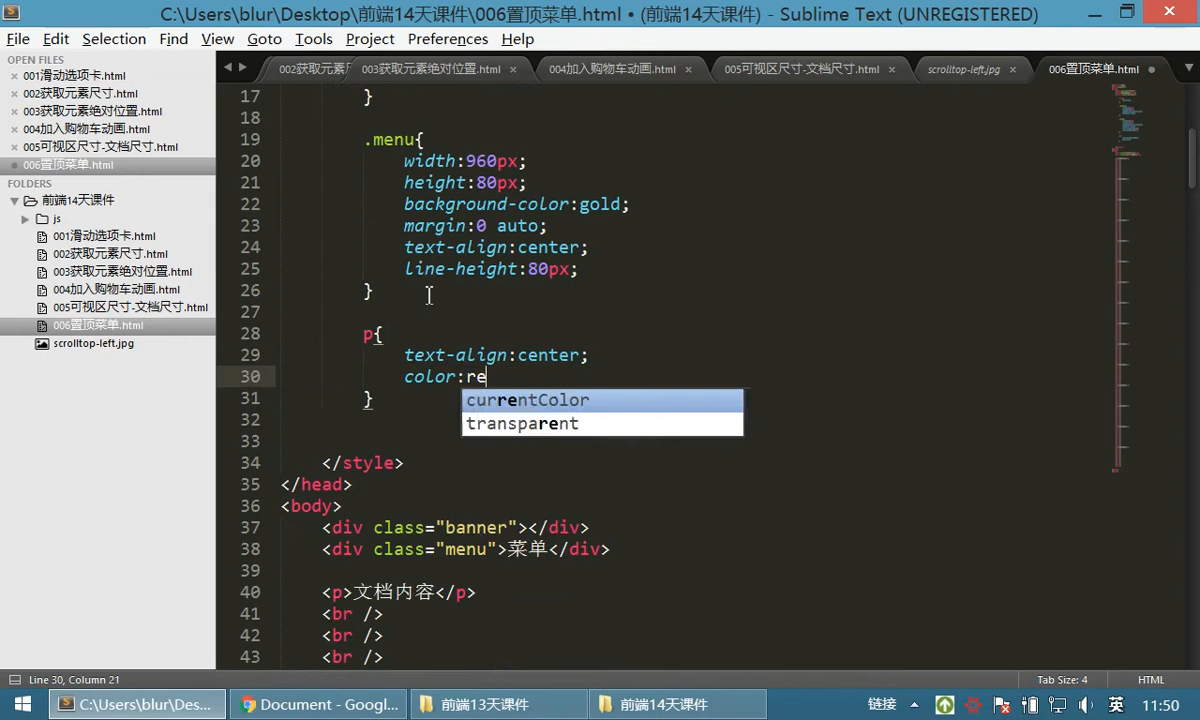 C:\Users\blur\Desktop\前端14天课件\006置顶菜单.html • (前端14天课件) - Sublime Text (UNREGISTERED)
File Edit Selection Find View Goto Tools Project Preferences Help
OPEN FILES
001滑动选项卡.html
002获取元素尺寸.html
003获取元素绝对位置.html
004加入购物车动画.html
005可视区尺寸-文档尺寸.html
006置顶菜单.html
FOLDERS
前端14天课件
js
001滑动选项卡.html
002获取元素尺寸.html
003获取元素绝对位置.html
004加入购物车动画.html
005可视区尺寸-文档尺寸.html
006置顶菜单.html
scrolltop-left.jpg
002获取元素 003获取元素绝对位置.html 004加入购物车动画.html 005可视区尺寸-文档尺寸.html scrolltop-left.jpg 006置顶菜单.html
17 }
18
19 .menu{
20 width:960px;
21 height:80px;
22 background-color:gold;
23 margin:0 auto;
24 text-align:center;
25 line-height:80px;
26 }
27
28 p{
29 text-align:center;
30 color:re
currentColor
transparent
31 }
32
33
34 </style>
35 </head>
36 <body>
37 <div class="banner"></div>
38 <div class="menu">菜单</div>
39
40 <p>文档内容</p>
41 <br />
42 <br />
43 <br />
Line 30, Column 21 Tab Size: 4 HTML
C:\Users\blur\Des... Document - Googl... 前端13天课件 前端14天课件 链接 英 11:50